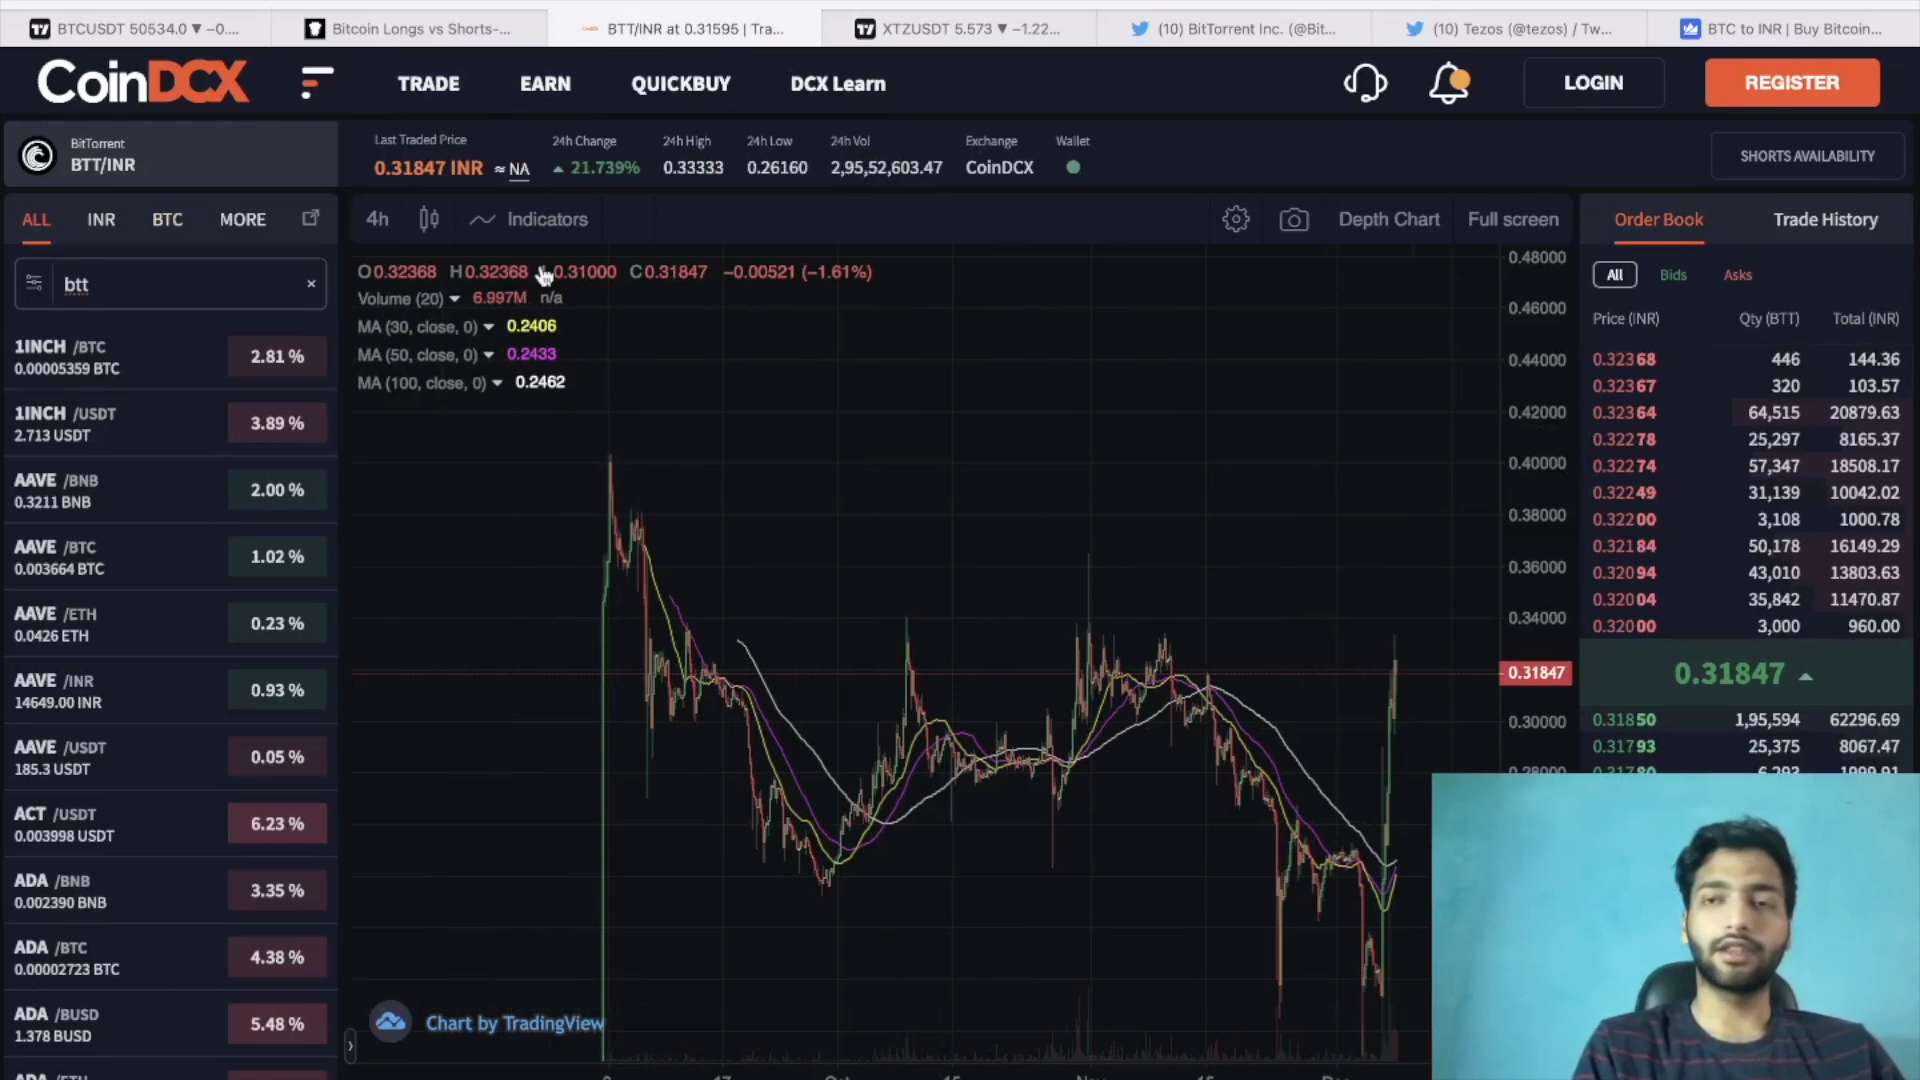 BTCUSDT 50534.0 ▼ −0....
Bitcoin Longs vs Shorts-...
BTT/INR at 0.31595 | Tra...
XTZUSDT 5.573 ▼ −1.22...
(10) BitTorrent Inc. (@Bit...
(10) Tezos (@tezos) / Tw...
BTC to INR | Buy Bitcoin...
CoinDCX
TRADE
EARN
QUICKBUY
DCX Learn
LOGIN
REGISTER
BitTorrent
BTT/INR
Last Traded Price
0.31847 INR ≈ NA
24h Change
21.739%
24h High
0.33333
24h Low
0.26160
24h Vol
2,95,52,603.47
Exchange
CoinDCX
Wallet
SHORTS AVAILABILITY
ALL INR BTC MORE
btt ×
1INCH /BTC
0.00005359 BTC
2.81 %
1INCH /USDT
2.713 USDT
3.89 %
AAVE /BNB
0.3211 BNB
2.00 %
AAVE /BTC
0.003664 BTC
1.02 %
AAVE /ETH
0.0426 ETH
0.23 %
AAVE /INR
14649.00 INR
0.93 %
AAVE /USDT
185.3 USDT
0.05 %
ACT /USDT
0.003998 USDT
6.23 %
ADA /BNB
0.002390 BNB
3.35 %
ADA /BTC
0.00002723 BTC
4.38 %
ADA /BUSD
1.378 BUSD
5.48 %
4h Indicators Depth Chart Full screen
O0.32368 H0.32368 0.31000 C0.31847 −0.00521 (−1.61%)
Volume (20) 6.997M n/a
MA (30, close, 0) 0.2406
MA (50, close, 0) 0.2433
MA (100, close, 0) 0.2462
0.48000
0.46000
0.44000
0.42000
0.40000
0.38000
0.36000
0.34000
0.31847
0.30000
0.28000
Chart by TradingView
Order Book Trade History
All Bids Asks
Price (INR) Qty (BTT) Total (INR)
0.32368 446 144.36
0.32367 320 103.57
0.32364 64,515 20879.63
0.32278 25,297 8165.37
0.32274 57,347 18508.17
0.32249 31,139 10042.02
0.32200 3,108 1000.78
0.32184 50,178 16149.29
0.32094 43,010 13803.63
0.32004 35,842 11470.87
0.32000 3,000 960.00
0.31847
0.31850 1,95,594 62296.69
0.31793 25,375 8067.47